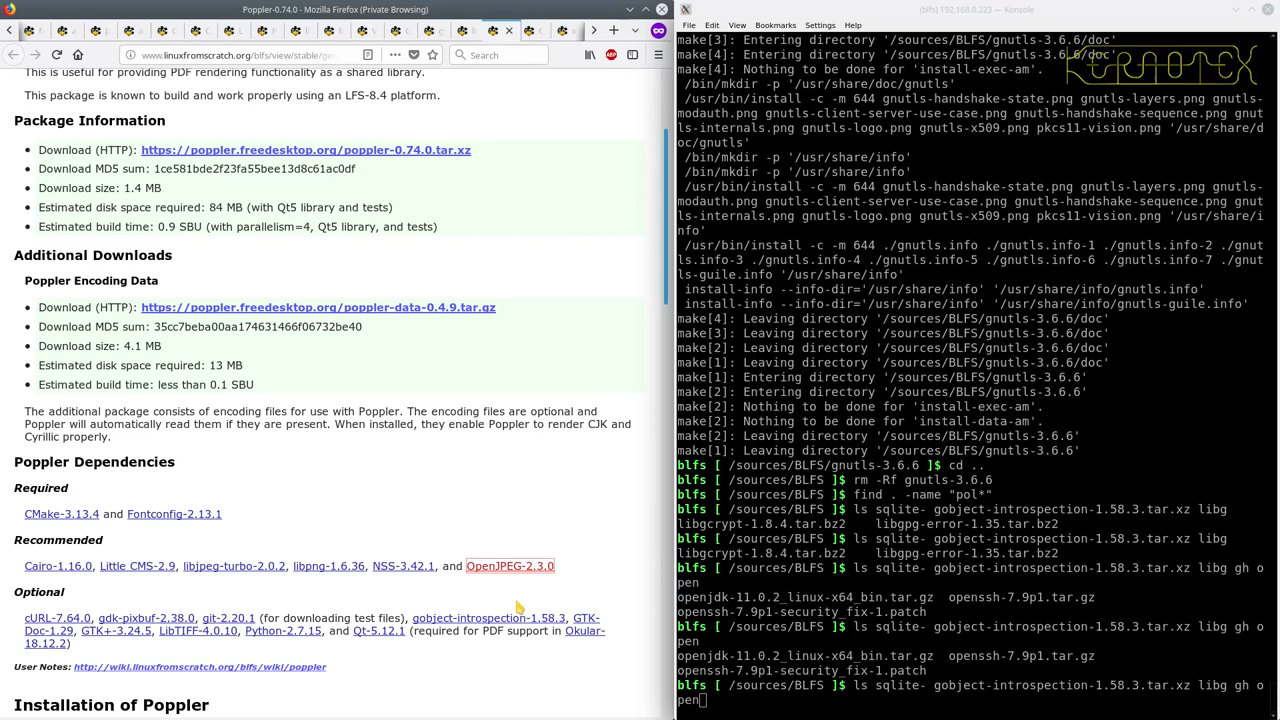 Poppler-0.74.0 - Mozilla Firefox (Private Browsing)
www.linuxfromscratch.org/blfs/view/stable/ge
Search
This is useful for providing PDF rendering functionality as a shared library.
This package is known to build and work properly using an LFS-8.4 platform.
Package Information
Download (HTTP): https://poppler.freedesktop.org/poppler-0.74.0.tar.xz
Download MD5 sum: 1ce581bde2f23fa55bee13d8c61ac0df
Download size: 1.4 MB
Estimated disk space required: 84 MB (with Qt5 library and tests)
Estimated build time: 0.9 SBU (with parallelism=4, Qt5 library, and tests)
Additional Downloads
Poppler Encoding Data
Download (HTTP): https://poppler.freedesktop.org/poppler-data-0.4.9.tar.gz
Download MD5 sum: 35cc7beba00aa174631466f06732be40
Download size: 4.1 MB
Estimated disk space required: 13 MB
Estimated build time: less than 0.1 SBU
The additional package consists of encoding files for use with Poppler. The encoding files are optional and
Poppler will automatically read them if they are present. When installed, they enable Poppler to render CJK and
Cyrillic properly.
Poppler Dependencies
Required
CMake-3.13.4 and Fontconfig-2.13.1
Recommended
Cairo-1.16.0, Little CMS-2.9, libjpeg-turbo-2.0.2, libpng-1.6.36, NSS-3.42.1, and OpenJPEG-2.3.0
Optional
cURL-7.64.0, gdk-pixbuf-2.38.0, git-2.20.1 (for downloading test files), gobject-introspection-1.58.3, GTK-
Doc-1.29, GTK+-3.24.5, LibTIFF-4.0.10, Python-2.7.15, and Qt-5.12.1 (required for PDF support in Okular-
18.12.2)
User Notes: http://wiki.linuxfromscratch.org/blfs/wiki/poppler
Installation of Poppler
(blfs) 192.168.0.223 — Konsole
File Edit View Bookmarks Settings Help
KERNOTEX
make[3]: Entering directory '/sources/BLFS/gnutls-3.6.6/doc'
make[4]: Entering directory '/sources/BLFS/gnutls-3.6.6/doc'
make[4]: Nothing to be done for 'install-exec-am'.
/bin/mkdir -p '/usr/share/doc/gnutls'
/usr/bin/install -c -m 644 gnutls-handshake-state.png gnutls-layers.png gnutls-
modauth.png gnutls-client-server-use-case.png gnutls-handshake-sequence.png gnut
ls-internals.png gnutls-logo.png gnutls-x509.png pkcs11-vision.png '/usr/share/d
oc/gnutls'
/bin/mkdir -p '/usr/share/info'
/bin/mkdir -p '/usr/share/info'
/usr/bin/install -c -m 644 gnutls-handshake-state.png gnutls-layers.png gnutls-
modauth.png gnutls-client-server-use-case.png gnutls-handshake-sequence.png gnut
ls-internals.png gnutls-logo.png gnutls-x509.png pkcs11-vision.png '/usr/share/i
nfo'
/usr/bin/install -c -m 644 ./gnutls.info ./gnutls.info-1 ./gnutls.info-2 ./gnut
ls.info-3 ./gnutls.info-4 ./gnutls.info-5 ./gnutls.info-6 ./gnutls.info-7 ./gnut
ls-guile.info '/usr/share/info'
install-info --info-dir='/usr/share/info' '/usr/share/info/gnutls.info'
install-info --info-dir='/usr/share/info' '/usr/share/info/gnutls-guile.info'
make[4]: Leaving directory '/sources/BLFS/gnutls-3.6.6/doc'
make[3]: Leaving directory '/sources/BLFS/gnutls-3.6.6/doc'
make[2]: Leaving directory '/sources/BLFS/gnutls-3.6.6/doc'
make[1]: Leaving directory '/sources/BLFS/gnutls-3.6.6/doc'
make[1]: Entering directory '/sources/BLFS/gnutls-3.6.6'
make[2]: Entering directory '/sources/BLFS/gnutls-3.6.6'
make[2]: Nothing to be done for 'install-exec-am'.
make[2]: Nothing to be done for 'install-data-am'.
make[2]: Leaving directory '/sources/BLFS/gnutls-3.6.6'
make[1]: Leaving directory '/sources/BLFS/gnutls-3.6.6'
blfs [ /sources/BLFS/gnutls-3.6.6 ]$ cd ..
blfs [ /sources/BLFS ]$ rm -Rf gnutls-3.6.6
blfs [ /sources/BLFS ]$ find . -name "pol*"
blfs [ /sources/BLFS ]$ ls sqlite- gobject-introspection-1.58.3.tar.xz libg
libgcrypt-1.8.4.tar.bz2 libgpg-error-1.35.tar.bz2
blfs [ /sources/BLFS ]$ ls sqlite- gobject-introspection-1.58.3.tar.xz libg
libgcrypt-1.8.4.tar.bz2 libgpg-error-1.35.tar.bz2
blfs [ /sources/BLFS ]$ ls sqlite- gobject-introspection-1.58.3.tar.xz libg gh o
pen
openjdk-11.0.2_linux-x64_bin.tar.gz openssh-7.9p1.tar.gz
openssh-7.9p1-security_fix-1.patch
blfs [ /sources/BLFS ]$ ls sqlite- gobject-introspection-1.58.3.tar.xz libg gh o
pen
openjdk-11.0.2_linux-x64_bin.tar.gz openssh-7.9p1.tar.gz
openssh-7.9p1-security_fix-1.patch
blfs [ /sources/BLFS ]$ ls sqlite- gobject-introspection-1.58.3.tar.xz libg gh o
pen